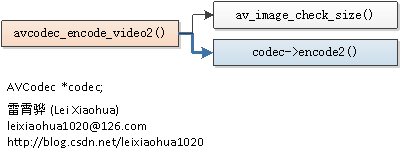 avcodec_encode_video2()
av_image_check_size()
codec->encode2()
AVCodec *codec;
雷霄骅 (Lei Xiaohua)
leixiaohua1020@126.com
http://blog.csdn.net/leixiaohua1020